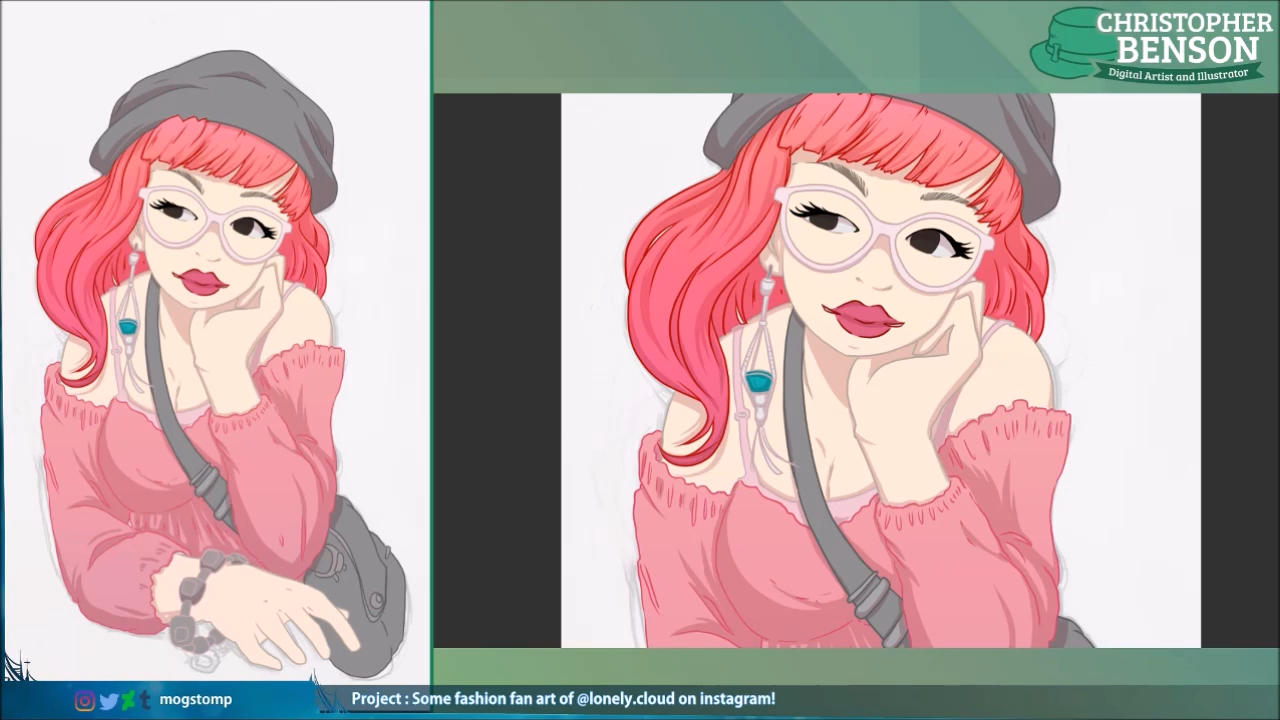 CHRISTOPHER
BENSON
Digital Artist and Illustrator
mogstomp
Project : Some fashion fan art of @lonely.cloud on instagram!